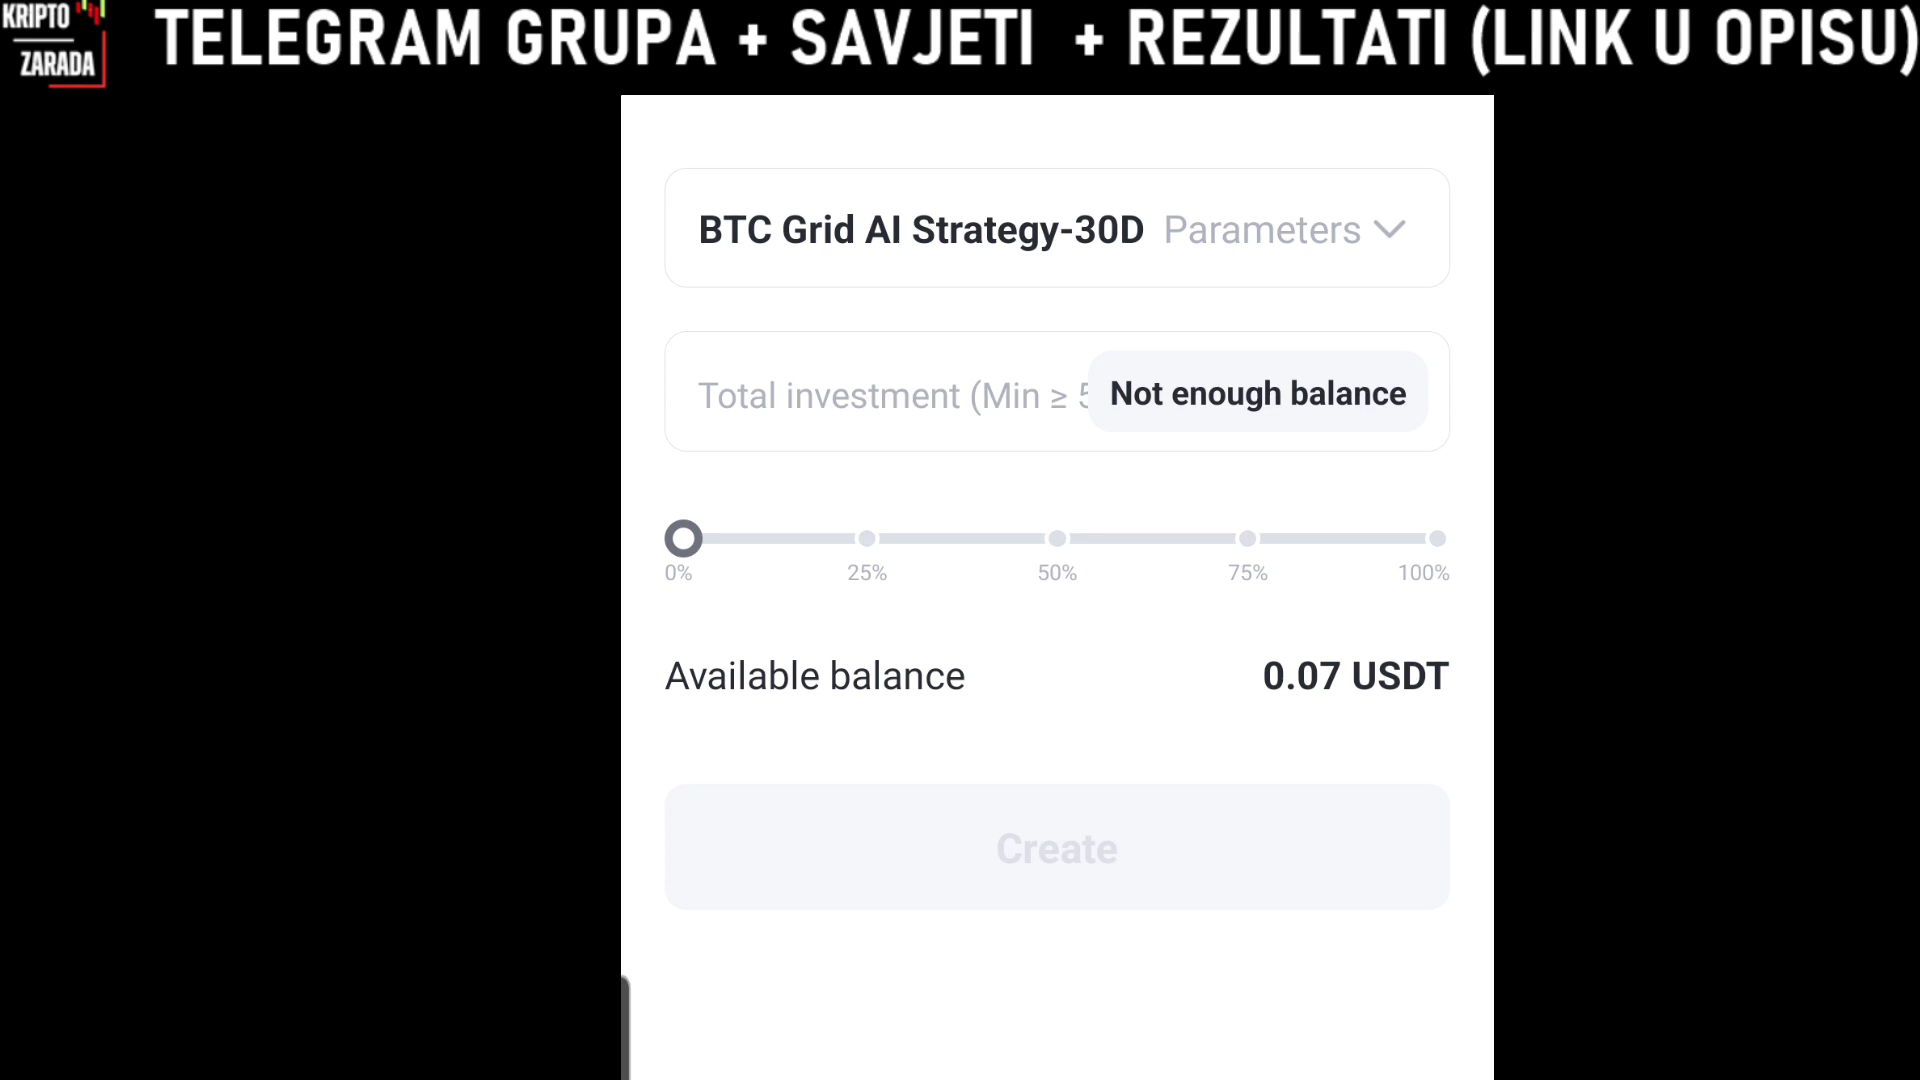 KRIPTO
ZARADA
TELEGRAM GRUPA + SAVJETI + REZULTATI (LINK U OPISU)
BTC Grid AI Strategy-30D Parameters
Total investment (Min ≥ Not enough balance
0% 25% 50% 75% 100%
Available balance 0.07 USDT
Create